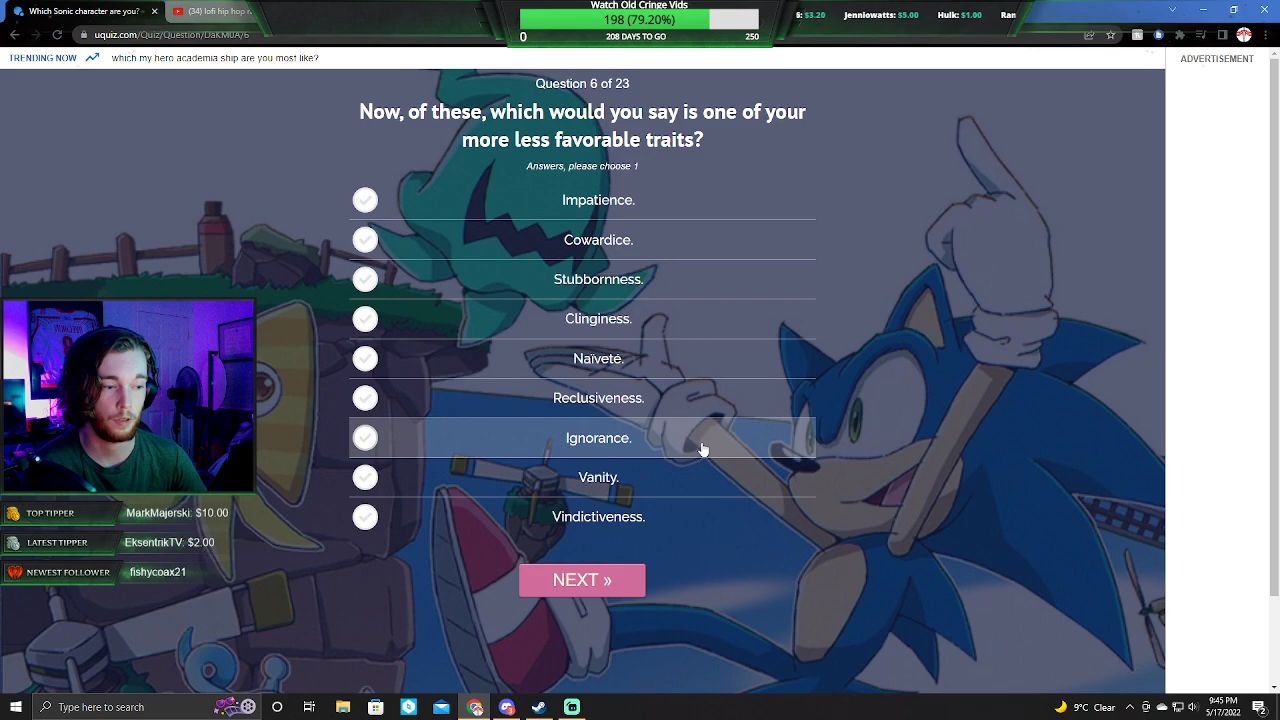 Which Sonic character are you?
(34) lofi hip hop r
Watch Old Cringe Vids
198 (79.20%)
0
208 DAYS TO GO
250
$3.20
Jenniowatts: $5.00
Hulk: $1.00
Ran
uquiz.com/Quiz/Question/
TRENDING NOW
which my hero academia ship are you most like?
ADVERTISEMENT
Question 6 of 23
Now, of these, which would you say is one of your
more less favorable traits?
Answers, please choose 1
Impatience.
Cowardice.
Stubbornness.
Clinginess.
Naïveté.
Reclusiveness.
Ignorance.
Vanity.
Vindictiveness.
NEXT »
TOP TIPPER
MarkMajerski: $10.00
LATEST TIPPER
EksentrikTV: $2.00
NEWEST FOLLOWER
fishycoax21
Type here to search
9°C Clear
9:45 PM
5/17/2022
2